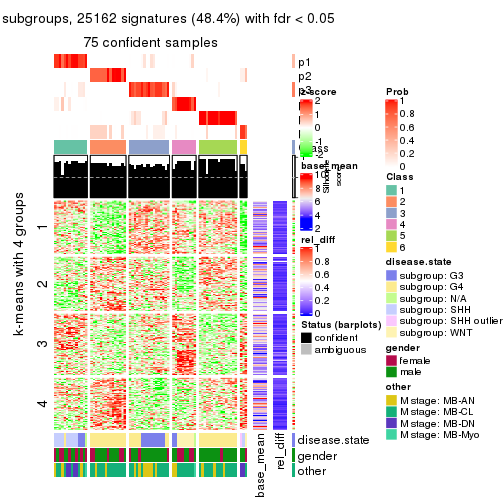 subgroups, 25162 signatures (48.4%) with fdr < 0.05
75 confident samples
p1
p2
z-score
2
1
0
-1
-2
Silhouette
score
base_mean
10
8
6
4
2
rel_diff
1
0.8
0.6
0.4
0.2
0
Status (barplots)
confident
ambiguous
k-means with 4 groups
1
2
3
4
Prob
1
0.8
0.6
0.4
0.2
0
Class
1
2
3
4
5
6
disease.state
subgroup: G3
subgroup: G4
subgroup: N/A
subgroup: SHH
subgroup: SHH outlier
subgroup: WNT
gender
female
male
other
M stage: MB-AN
M stage: MB-CL
M stage: MB-DN
M stage: MB-Myo
disease.state
gender
other
base_mean
rel_diff